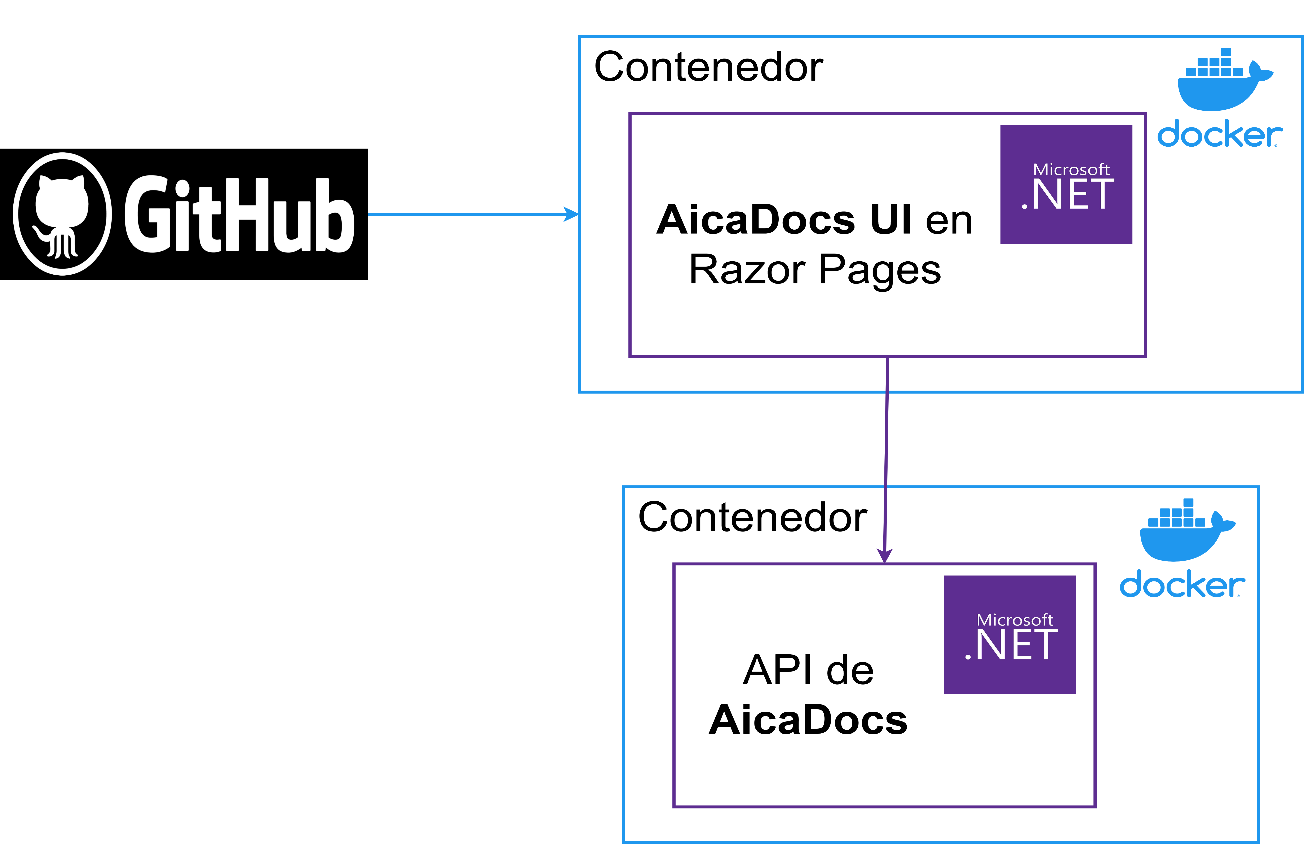 Contenedor
docker
Microsoft
.NET
AicaDocs UI en
Razor Pages
GitHub
Contenedor
docker
Microsoft
.NET
API de
AicaDocs